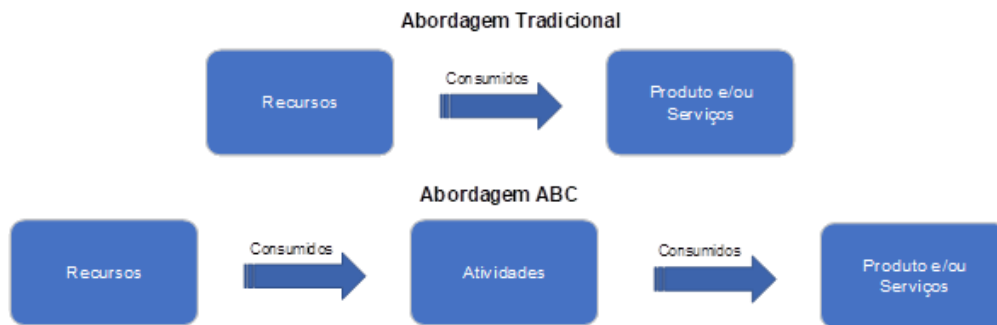 Abordagem Tradicional
Recursos
Consumidos
Produto e/ou
Serviços
Abordagem ABC
Recursos
Consumidos
Atividades
Consumidos
Produto e/ou
Serviços